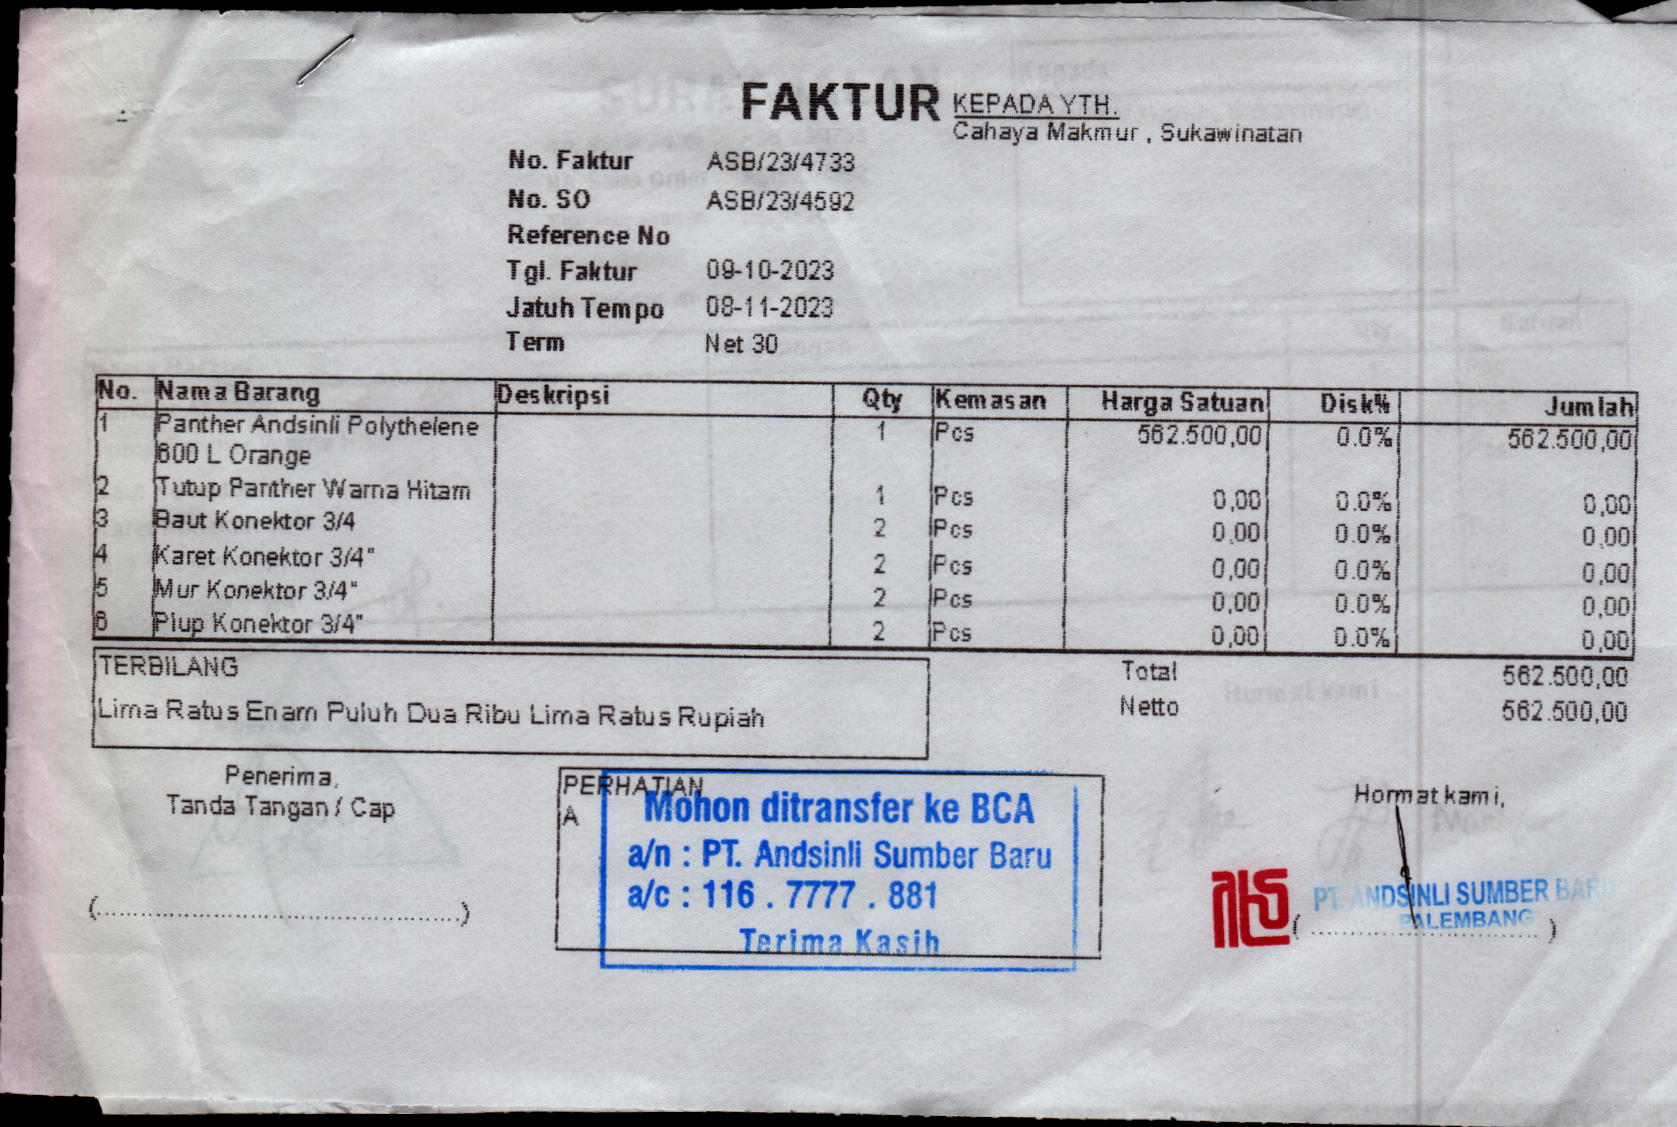 FAKTUR
KEPADA YTH.
Cahaya Makmur , Sukawinatan
No. Faktur ASB/23/4733
No. SO ASB/23/4592
Reference No
Tgl. Faktur 09-10-2023
Jatuh Tempo 08-11-2023
Term Net 30
No. Nama Barang Deskripsi Qty Kemasan Harga Satuan Disk% Jumlah
1 Panther Andsinli Polythelene 1 Pcs 562.500,00 0.0% 562.500,00
600 L Orange
2 Tutup Panther Warna Hitam 1 Pcs 0,00 0.0% 0,00
3 Baut Konektor 3/4 2 Pcs 0,00 0.0% 0,00
4 Karet Konektor 3/4" 2 Pcs 0,00 0.0% 0,00
5 Mur Konektor 3/4" 2 Pcs 0,00 0.0% 0,00
6 Plup Konektor 3/4" 2 Pcs 0,00 0.0% 0,00
TERBILANG
Lima Ratus Enam Puluh Dua Ribu Lima Ratus Rupiah
Total 562.500,00
Netto 562.500,00
Penerima,
Tanda Tangan / Cap
(......................................................)
PERHATIAN
A
Mohon ditransfer ke BCA
a/n : PT. Andsinli Sumber Baru
a/c : 116 . 7777 . 881
Terima Kasih
Hormat kami,
PT. ANDSINLI SUMBER BARU
PALEMBANG
(..................................)